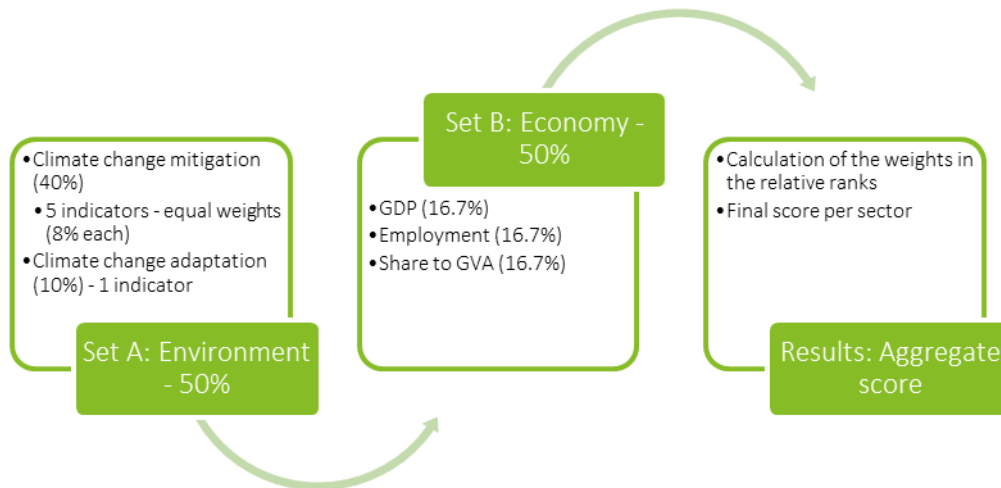 •Climate change mitigation
(40%)
•5 indicators - equal weights
(8% each)
•Climate change adaptation
(10%) - 1 indicator
Set A: Environment
- 50%
Set B: Economy -
50%
•GDP (16.7%)
•Employment (16.7%)
•Share to GVA (16.7%)
•Calculation of the weights in
the relative ranks
•Final score per sector
Results: Aggregate
score